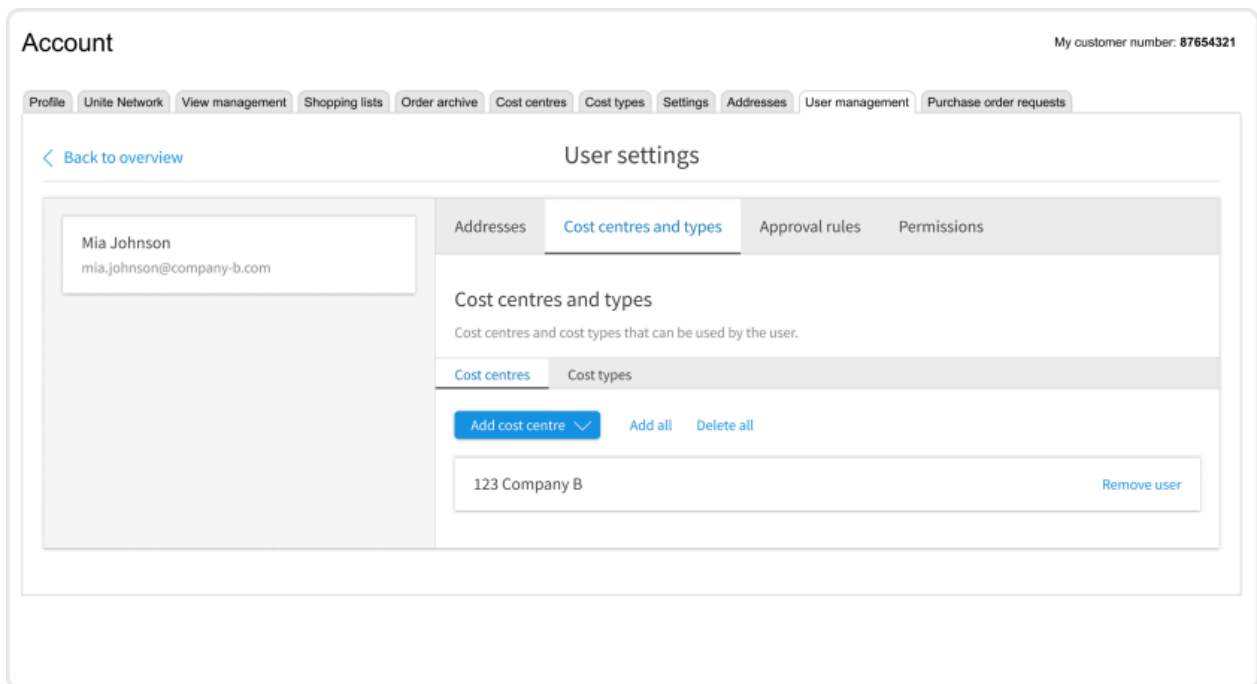 Account
My customer number: 87654321
Profile Unite Network View management Shopping lists Order archive Cost centres Cost types Settings Addresses User management Purchase order requests
Back to overview
User settings
Mia Johnson
mia.johnson@company-b.com
Addresses Cost centres and types Approval rules Permissions
Cost centres and types
Cost centres and cost types that can be used by the user.
Cost centres Cost types
Add cost centre Add all Delete all
123 Company B Remove user